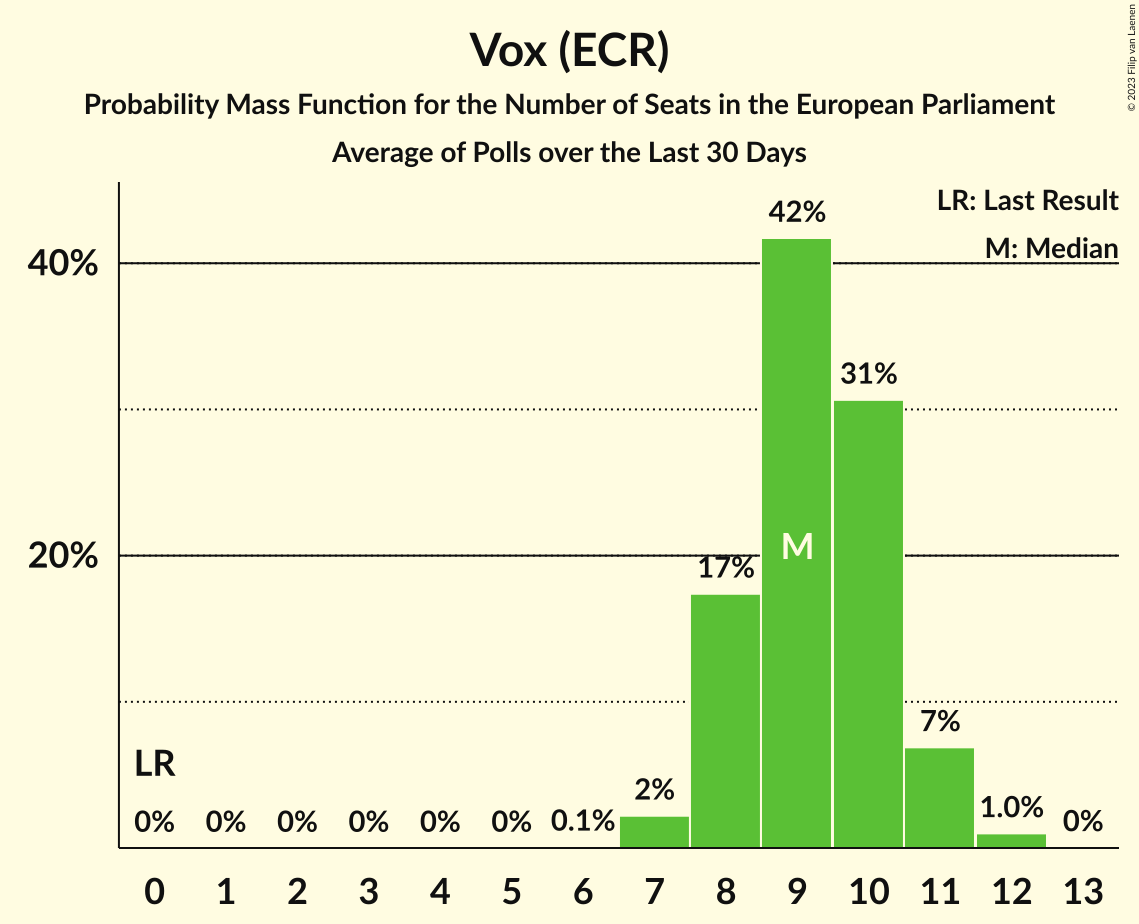 Vox (ECR)
Probability Mass Function for the Number of Seats in the European Parliament
Average of Polls over the Last 30 Days
© 2023 Filip van Laenen
LR: Last Result
M: Median
42%
40%
31%
20%
M
17%
7%
LR
2%
0% 0% 0% 0% 0% 0% 0.1% 1.0% 0%
0 1 2 3 4 5 6 7 8 9 10 11 12 13